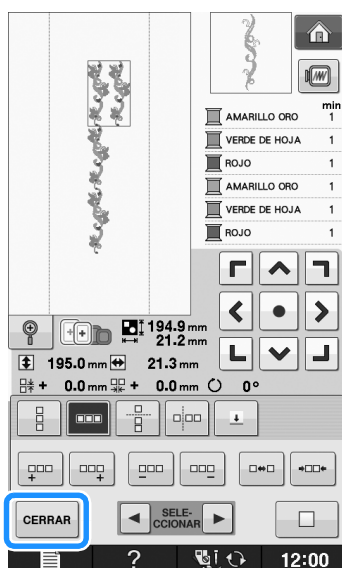 min
AMARILLO ORO 1
VERDE DE HOJA 1
ROJO 1
AMARILLO ORO 1
VERDE DE HOJA 1
ROJO 1
194.9 mm
21.2 mm
195.0 mm 21.3 mm
+ 0.0 mm + 0.0 mm 0°
+ + - -
CERRAR SELE-
CCIONAR
? 12:00